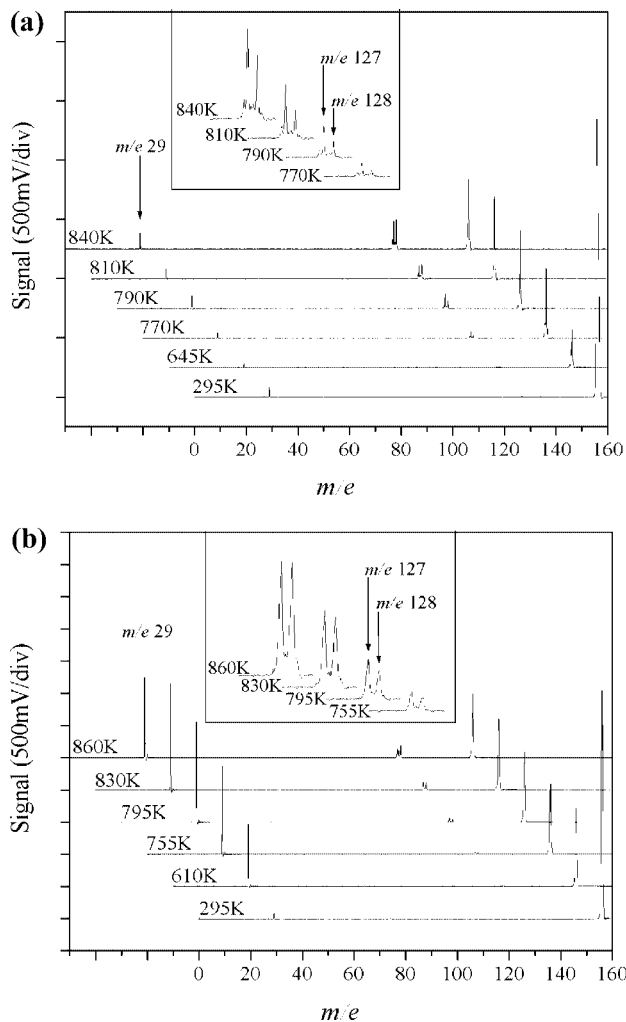 (a)
m/e 127
m/e 128
840K
810K
790K
770K
m/e 29
Signal (500mV/div)
840K
810K
790K
770K
645K
295K
0 20 40 60 80 100 120 140 160
m/e
(b)
m/e 127
m/e 128
m/e 29
860K
830K
795K
755K
Signal (500mV/div)
860K
830K
795K
755K
610K
295K
0 20 40 60 80 100 120 140 160
m/e